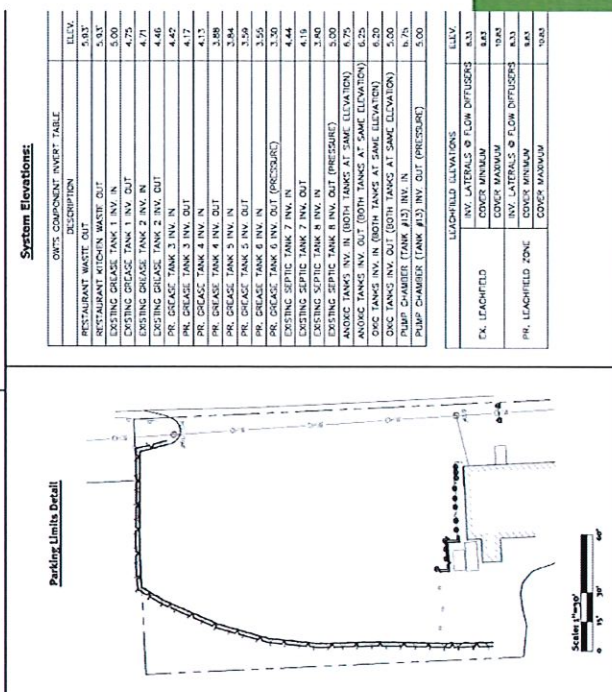 System Elevations:
OWTS COMPONENT INVERT TABLE
DESCRIPTION ELEV.
RESTAURANT WASTE OUT 5.93'
RESTAURANT KITCHEN WASTE OUT 5.93'
EXISTING GREASE TANK 1 INV. IN 5.00
EXISTING GREASE TANK 1 INV. OUT 4.75
EXISTING GREASE TANK 2 INV. IN 4.71
EXISTING GREASE TANK 2 INV. OUT 4.46
PR. GREASE TANK 3 INV. IN 4.42
PR. GREASE TANK 3 INV. OUT 4.17
PR. GREASE TANK 4 INV. IN 4.13
PR. GREASE TANK 4 INV. OUT 3.88
PR. GREASE TANK 5 INV. IN 3.84
PR. GREASE TANK 5 INV. OUT 3.59
PR. GREASE TANK 6 INV. IN 3.55
PR. GREASE TANK 6 INV. OUT (PRESSURE) 3.30
EXISTING SEPTIC TANK 7 INV. IN 4.44
EXISTING SEPTIC TANK 7 INV. OUT 4.19
EXISTING SEPTIC TANK 8 INV. IN 3.80
EXISTING SEPTIC TANK 8 INV. OUT (PRESSURE) 5.00
ANOXIC TANKS INV. IN (BOTH TANKS AT SAME ELEVATION) 6.75
ANOXIC TANKS INV. OUT (BOTH TANKS AT SAME ELEVATION) 6.25
OXIC TANKS INV. IN (BOTH TANKS AT SAME ELEVATION) 6.20
OXIC TANKS INV. OUT (BOTH TANKS AT SAME ELEVATION) 5.00
PUMP CHAMBER (TANK #13) INV. IN 5.75
PUMP CHAMBER (TANK #13) INV. OUT (PRESSURE) 5.00
LEACHFIELD ELEVATIONS ELEV.
EX. LEACHFIELD
INV. LATERALS @ FLOW DIFFUSERS 8.33
COVER MINIMUM 9.83
COVER MAXIMUM 10.83
PR. LEACHFIELD ZONE
INV. LATERALS @ FLOW DIFFUSERS 8.33
COVER MINIMUM 9.83
COVER MAXIMUM 10.83
Parking Limits Detail
Scale: 1"=30'
0 15' 30' 60'